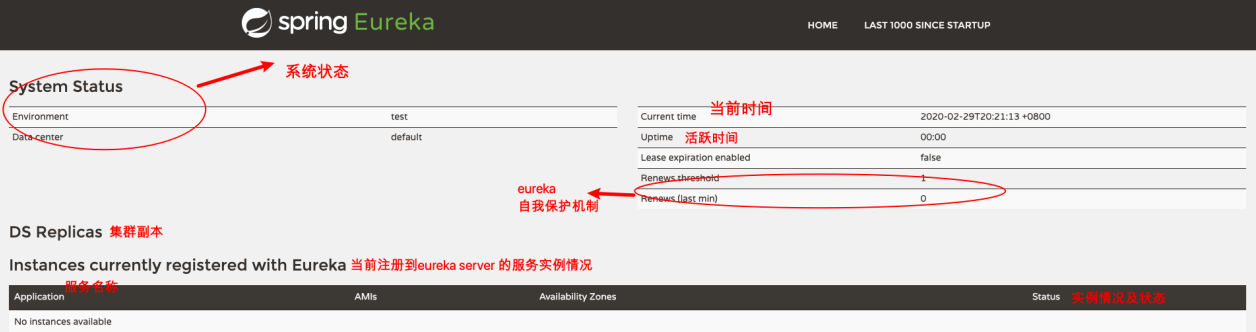 spring Eureka
HOME LAST 1000 SINCE STARTUP
系统状态
System Status
Environment test
Data center default
当前时间
Current time 2020-02-29T20:21:13 +0800
Uptime 活跃时间 00:00
Lease expiration enabled false
Renews threshold 1
Renews (last min) 0
eureka
自我保护机制
DS Replicas 集群副本
Instances currently registered with Eureka 当前注册到eureka server 的服务实例情况
服务名称
Application AMIs Availability Zones Status 实例情况及状态
No instances available